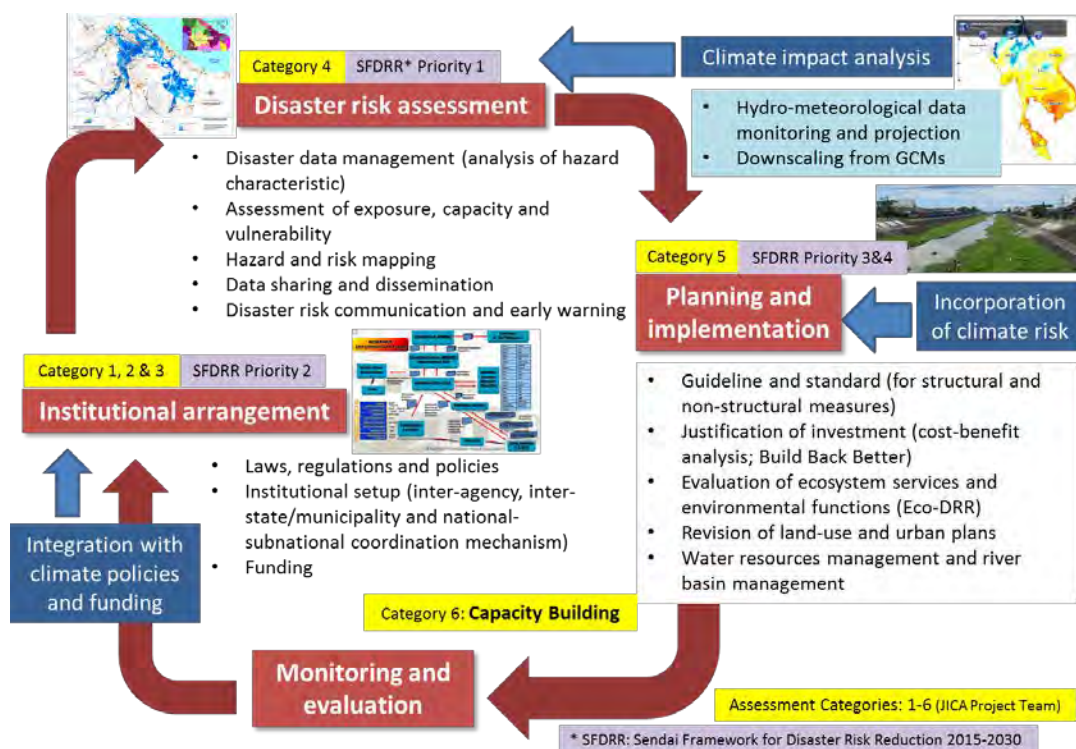 Category 4
SFDRR* Priority 1
Disaster risk assessment
Climate impact analysis
• Hydro-meteorological data
monitoring and projection
• Downscaling from GCMs
• Disaster data management (analysis of hazard
characteristic)
• Assessment of exposure, capacity and
vulnerability
• Hazard and risk mapping
• Data sharing and dissemination
• Disaster risk communication and early warning
Category 5
SFDRR Priority 3&4
Planning and
implementation
Incorporation
of climate risk
• Guideline and standard (for structural and
non-structural measures)
• Justification of investment (cost-benefit
analysis; Build Back Better)
• Evaluation of ecosystem services and
environmental functions (Eco-DRR)
• Revision of land-use and urban plans
• Water resources management and river
basin management
Category 1, 2 & 3
SFDRR Priority 2
Institutional arrangement
• Laws, regulations and policies
• Institutional setup (inter-agency, inter-
state/municipality and national-
subnational coordination mechanism)
• Funding
Integration with
climate policies
and funding
Category 6: Capacity Building
Monitoring and
evaluation
Assessment Categories: 1-6 (JICA Project Team)
* SFDRR: Sendai Framework for Disaster Risk Reduction 2015-2030